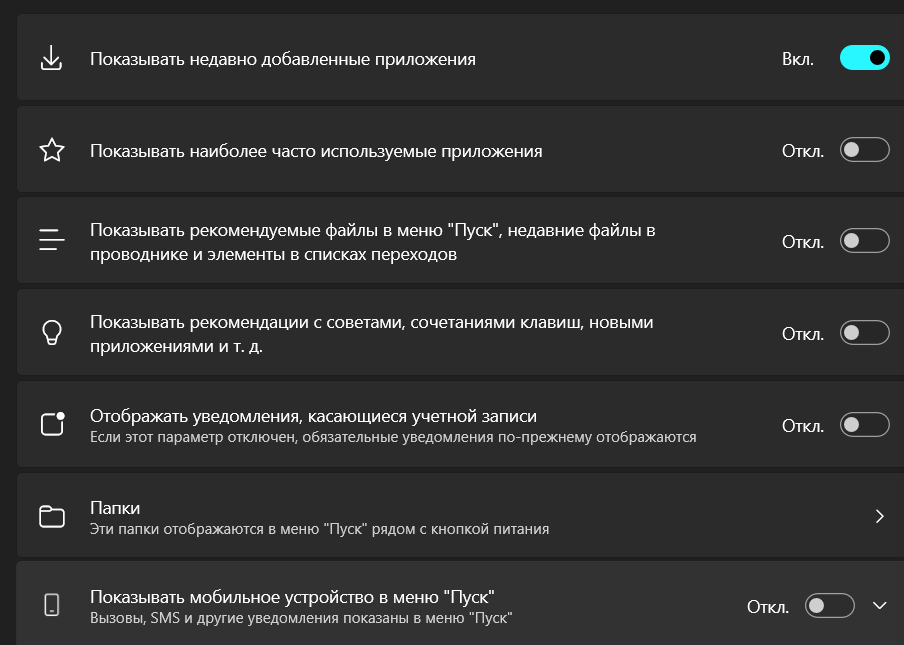 Показывать недавно добавленные приложения
Вкл.
Показывать наиболее часто используемые приложения
Откл.
Показывать рекомендуемые файлы в меню "Пуск", недавние файлы в
проводнике и элементы в списках переходов
Откл.
Показывать рекомендации с советами, сочетаниями клавиш, новыми
приложениями и т. д.
Откл.
Отображать уведомления, касающиеся учетной записи
Если этот параметр отключен, обязательные уведомления по-прежнему отображаются
Откл.
Папки
Эти папки отображаются в меню "Пуск" рядом с кнопкой питания
Показывать мобильное устройство в меню "Пуск"
Вызовы, SMS и другие уведомления показаны в меню "Пуск"
Откл.